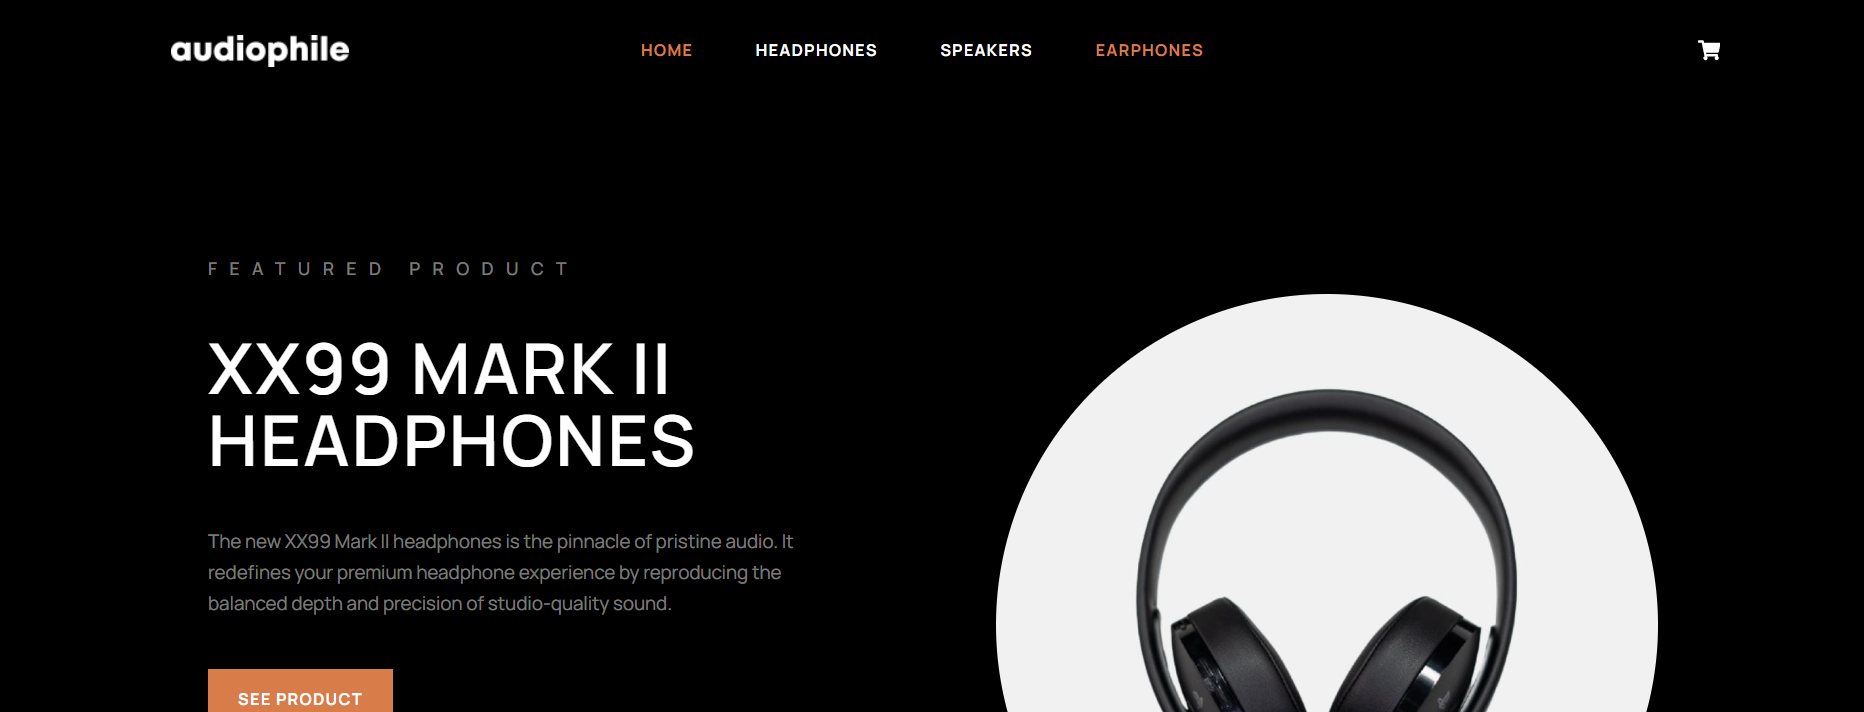 audiophile
HOME HEADPHONES SPEAKERS EARPHONES
FEATURED PRODUCT
XX99 MARK II
HEADPHONES
The new XX99 Mark II headphones is the pinnacle of pristine audio. It
redefines your premium headphone experience by reproducing the
balanced depth and precision of studio-quality sound.
SEE PRODUCT